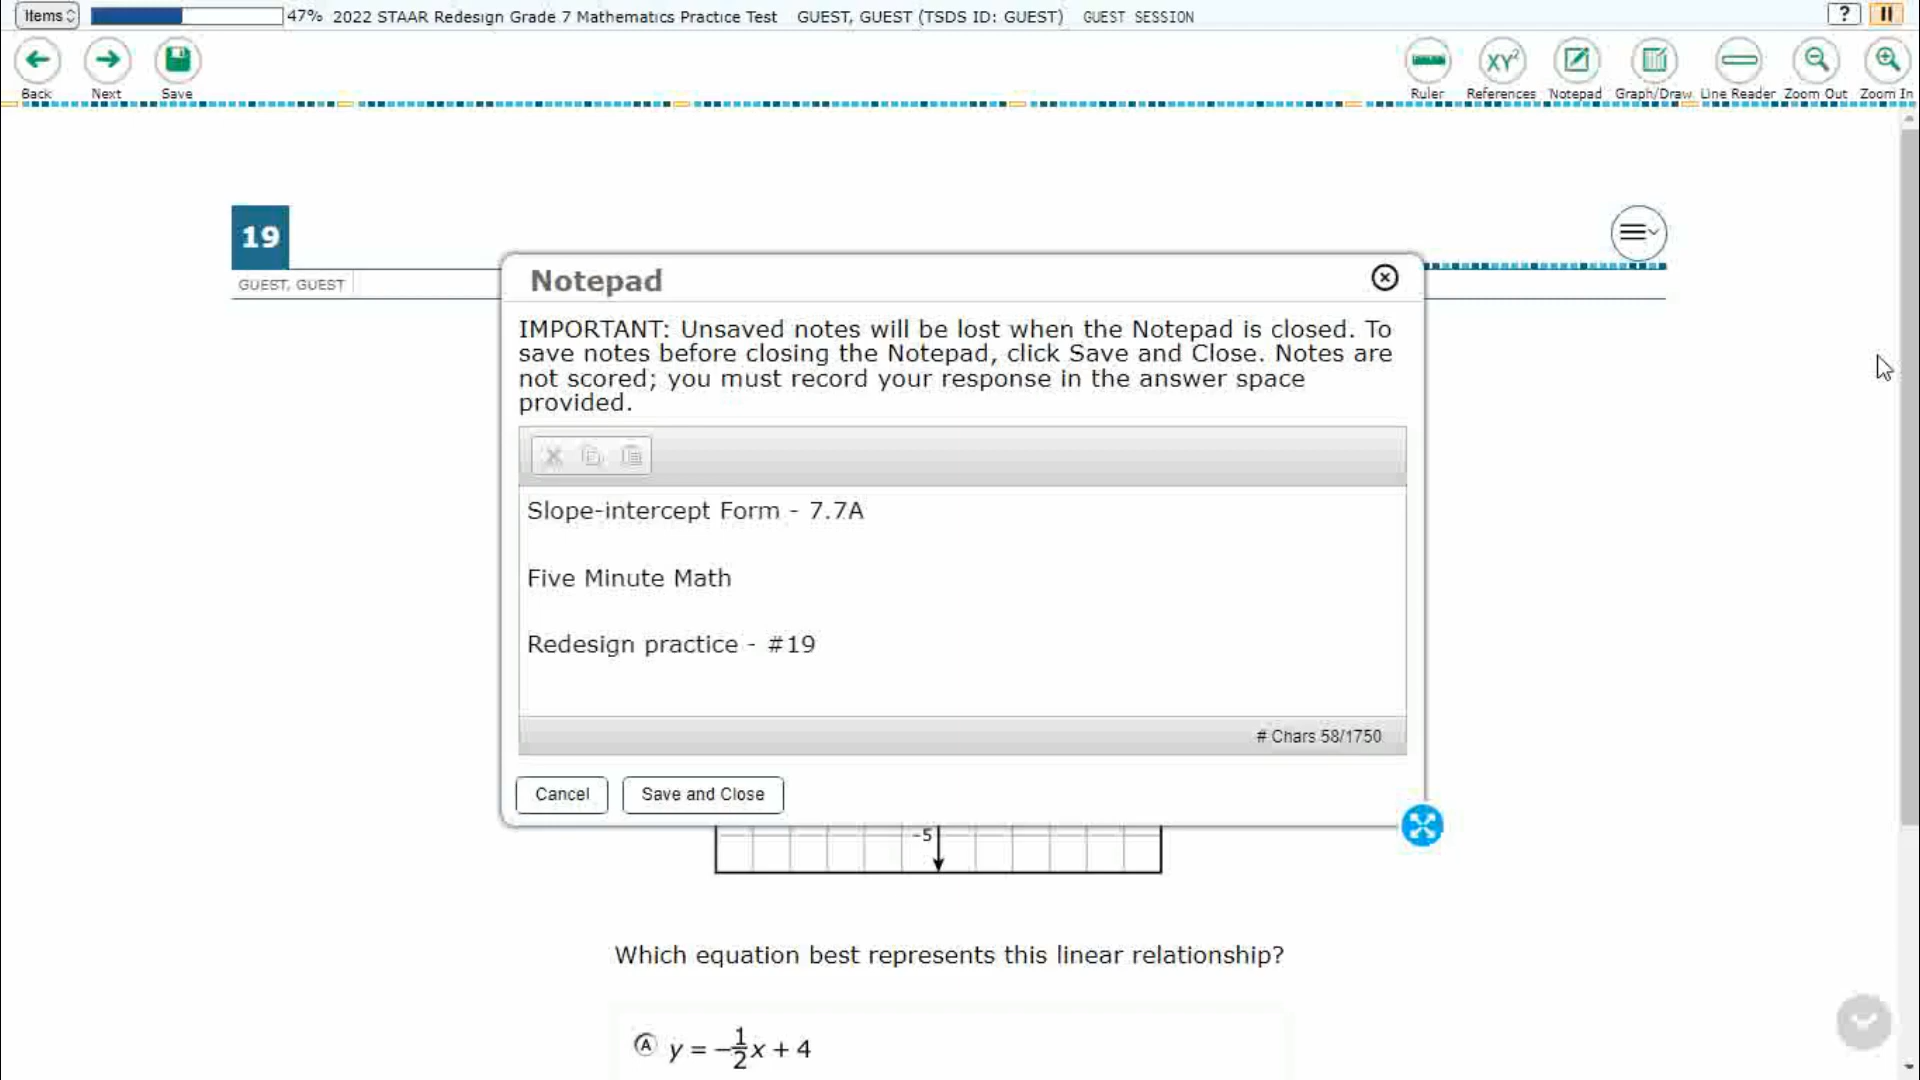 Items 47% 2022 STAAR Redesign Grade 7 Mathematics Practice Test GUEST, GUEST (TSDS ID: GUEST) GUEST SESSION ?
Back Next Save Ruler References Notepad Graph/Draw Line Reader Zoom Out Zoom In
XY²
19
GUEST, GUEST
Notepad
IMPORTANT: Unsaved notes will be lost when the Notepad is closed. To
save notes before closing the Notepad, click Save and Close. Notes are
not scored; you must record your response in the answer space
provided.
Slope-intercept Form - 7.7A
Five Minute Math
Redesign practice - #19
# Chars 58/1750
Cancel Save and Close
-5
Which equation best represents this linear relationship?
A y = -1/2x + 4